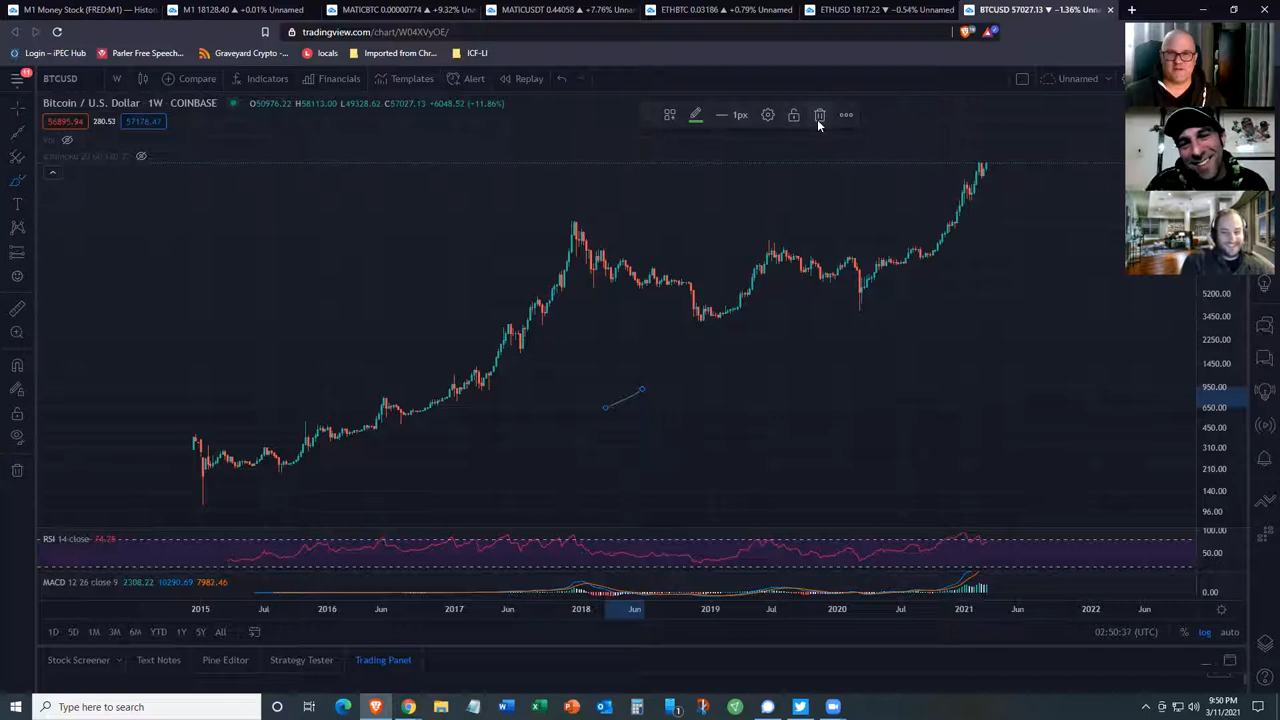 M1 Money Stock (FRED:M1) — Histor
M1 18128.40 ▲ +0.01% Unnamed
MATICBTC 0.00000774 ▲ +9.32% Unn
MATICUSDT 0.44058 ▲ +7.76% Unnar
ETHBTC 0.03186 ▲ +0.79% Unnamed
ETHUSD 1817.22 ▼ −0.54% Unnamed
BTCUSD 57027.13 ▼ −1.36% Unn
tradingview.com/chart/W04XVyOE/
Login – iPEC Hub
Parler Free Speech...
Graveyard Crypto -...
locals
Imported from Chr...
ICF-LI
11
BTCUSD
W
Compare
Indicators
Financials
Templates
Alert
Replay
Unnamed
Bitcoin / U.S. Dollar 1W COINBASE
O50976.22 H58113.00 L49328.62 C57027.13 +6048.52 (+11.86%)
56895.94 280.53 57176.47
1px
Vol
5200.00
3450.00
2250.00
1450.00
950.00
650.00
450.00
310.00
210.00
140.00
96.00
RSI 14 close 74.78
100.00
50.00
MACD 12 26 close 9 2308.22 10290.69 7982.46
0.00
2015 Jul 2016 Jun 2017 Jun 2018 Jun 2019 Jul 2020 Jul 2021 Jun 2022 Jun
1D 5D 1M 3M 6M YTD 1Y 5Y All
02:50:37 (UTC) % log auto
Stock Screener Text Notes Pine Editor Strategy Tester Trading Panel
Type here to search
9:50 PM
3/11/2021